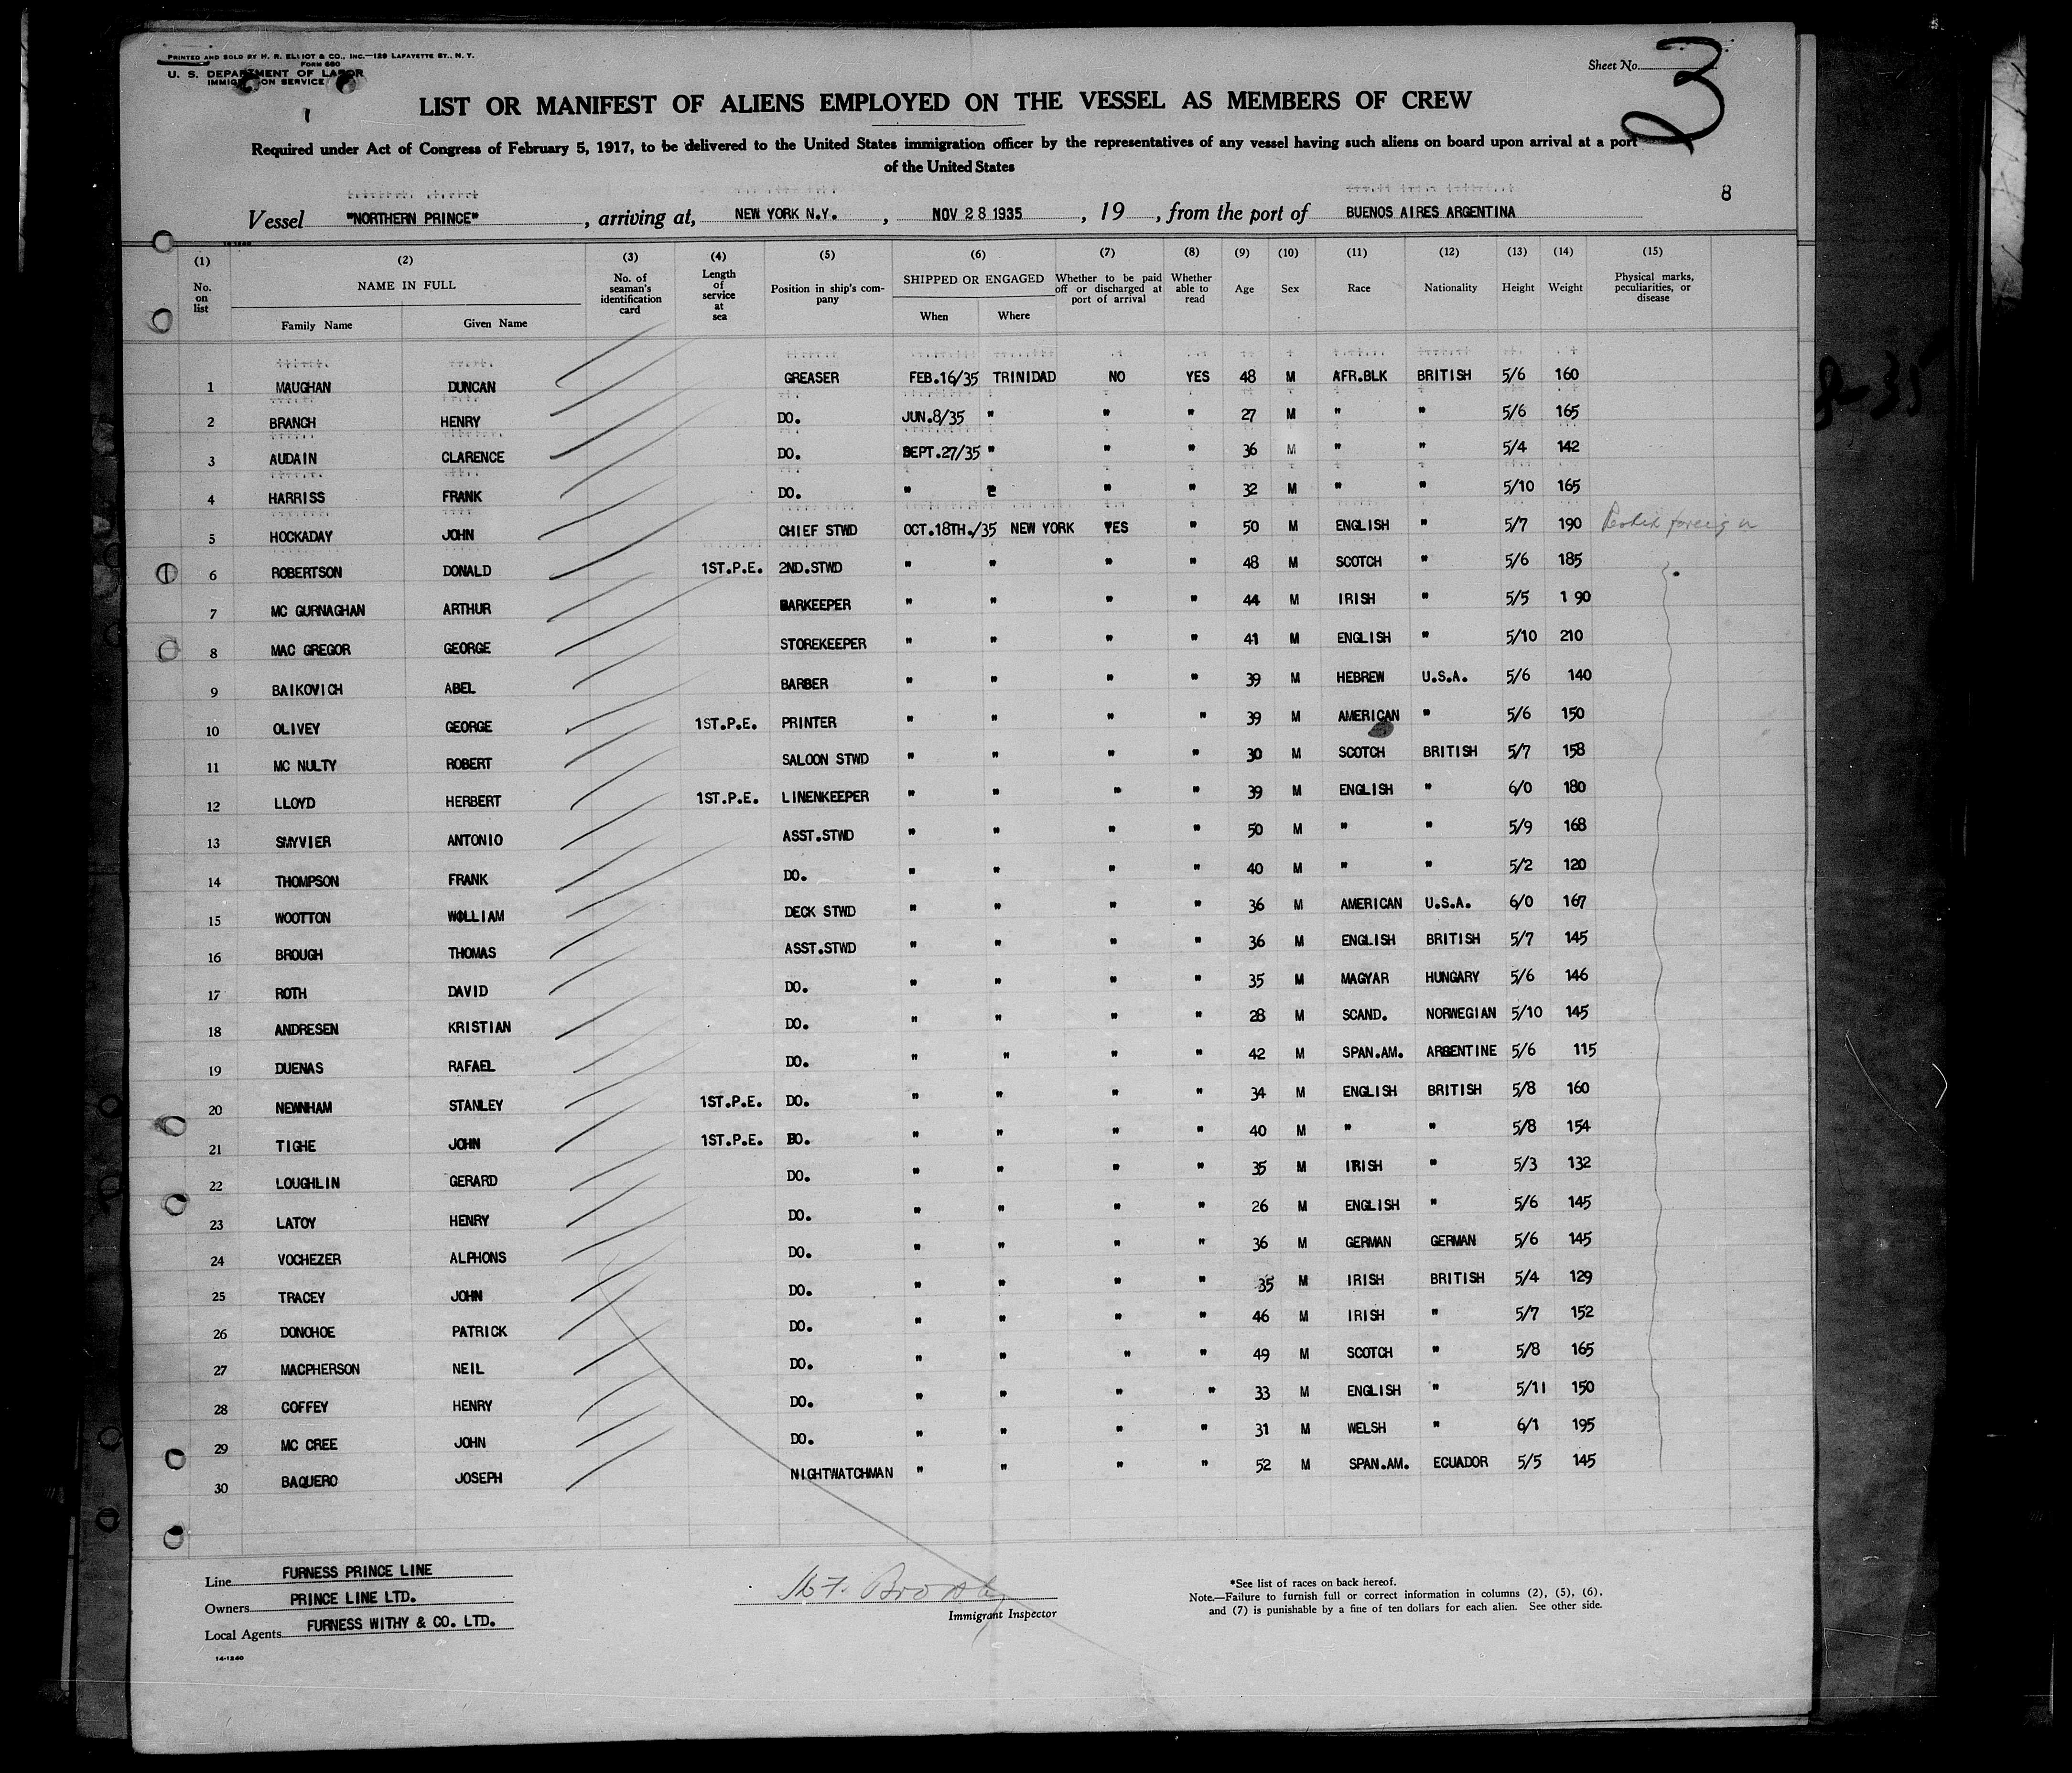 PRINTED AND SOLD BY H. R. ELLIOT & CO., INC.—129 LAFAYETTE ST., N. Y.
FORM 680
U. S. DEPARTMENT OF LABOR
IMMIGRATION SERVICE
Sheet No. 3
LIST OR MANIFEST OF ALIENS EMPLOYED ON THE VESSEL AS MEMBERS OF CREW
Required under Act of Congress of February 5, 1917, to be delivered to the United States immigration officer by the representatives of any vessel having such aliens on board upon arrival at a port
of the United States
8
Vessel "NORTHERN PRINCE", arriving at, NEW YORK N.Y., NOV 28 1935, 19, from the port of BUENOS AIRES ARGENTINA
(1) (2) (3) (4) (5) (6) (7) (8) (9) (10) (11) (12) (13) (14) (15)
No. on list NAME IN FULL Family Name Given Name No. of seaman's identification card Length of service at sea Position in ship's company SHIPPED OR ENGAGED When Where Whether to be paid off or discharged at port of arrival Whether able to read Age Sex Race Nationality Height Weight Physical marks, peculiarities, or disease
1 MAUGHAN DUNCAN GREASER FEB.16/35 TRINIDAD NO YES 48 M AFR.BLK BRITISH 5/6 160
2 BRANCH HENRY DO. JUN.8/35 " " " 27 M " " 5/6 165
3 AUDAIN CLARENCE DO. SEPT.27/35 " " " 36 M " " 5/4 142
4 HARRISS FRANK DO. " " " " 32 M " " 5/10 165
5 HOCKADAY JOHN CHIEF STWD OCT.18TH./35 NEW YORK YES " 50 M ENGLISH " 5/7 190 foreign
6 ROBERTSON DONALD 1ST.P.E. 2ND.STWD " " " " 48 M SCOTCH " 5/6 185
7 MC GURNAGHAN ARTHUR BARKEEPER " " " " 44 M IRISH " 5/5 1 90
8 MAC GREGOR GEORGE STOREKEEPER " " " " 41 M ENGLISH " 5/10 210
9 BAIKOVICH ABEL BARBER " " " " 39 M HEBREW U.S.A. 5/6 140
10 OLIVEY GEORGE 1ST.P.E. PRINTER " " " " 39 M AMERICAN " 5/6 150
11 MC NULTY ROBERT SALOON STWD " " " " 30 M SCOTCH BRITISH 5/7 158
12 LLOYD HERBERT 1ST.P.E. LINENKEEPER " " " " 39 M ENGLISH " 6/0 180
13 SMYVIER ANTONIO ASST.STWD " " " " 50 M " " 5/9 168
14 THOMPSON FRANK DO. " " " " 40 M " " 5/2 120
15 WOOTTON WOLLIAM DECK STWD " " " " 36 M AMERICAN U.S.A. 6/0 167
16 BROUGH THOMAS ASST.STWD " " " " 36 M ENGLISH BRITISH 5/7 145
17 ROTH DAVID DO. " " " " 35 M MAGYAR HUNGARY 5/6 146
18 ANDRESEN KRISTIAN DO. " " " " 28 M SCAND. NORWEGIAN 5/10 145
19 DUENAS RAFAEL DO. " " " " 42 M SPAN.AM. ARGENTINE 5/6 115
20 NEWNHAM STANLEY 1ST.P.E. DO. " " " " 34 M ENGLISH BRITISH 5/8 160
21 TIGHE JOHN 1ST.P.E. DO. " " " " 40 M " " 5/8 154
22 LOUGHLIN GERARD DO. " " " " 35 M IRISH " 5/3 132
23 LATOY HENRY DO. " " " " 26 M ENGLISH " 5/6 145
24 VOCHEZER ALPHONS DO. " " " " 36 M GERMAN GERMAN 5/6 145
25 TRACEY JOHN DO. " " " " 35 M IRISH BRITISH 5/4 129
26 DONOHOE PATRICK DO. " " " " 46 M IRISH " 5/7 152
27 MACPHERSON NEIL DO. " " " " 49 M SCOTCH " 5/8 165
28 COFFEY HENRY DO. " " " " 33 M ENGLISH " 5/11 150
29 MC CREE JOHN DO. " " " " 31 M WELSH " 6/1 195
30 BAQUERO JOSEPH NIGHTWATCHMAN " " " " 52 M SPAN.AM. ECUADOR 5/5 145
Line FURNESS PRINCE LINE
Owners PRINCE LINE LTD.
Local Agents FURNESS WITHY & CO. LTD.
14-1240
Immigrant Inspector
*See list of races on back hereof.
Note.—Failure to furnish full or correct information in columns (2), (5), (6),
and (7) is punishable by a fine of ten dollars for each alien. See other side.